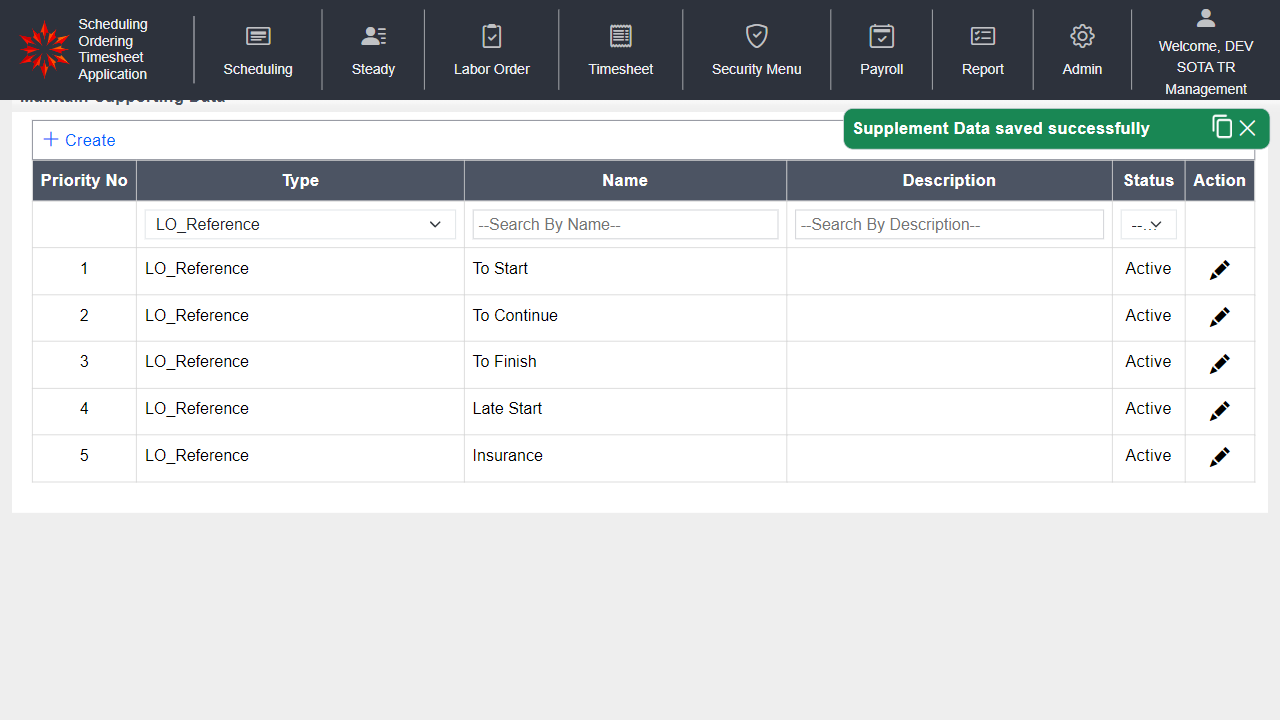 Scheduling
Ordering
Timesheet
Application
Scheduling
Steady
Labor Order
Timesheet
Security Menu
Payroll
Report
Admin
Welcome, DEV
SOTA TR
Management
Maintain Supporting Data
Supplement Data saved successfully
Create
Priority No Type Name Description Status Action
LO_Reference --Search By Name-- --Search By Description-- --...
1 LO_Reference To Start Active
2 LO_Reference To Continue Active
3 LO_Reference To Finish Active
4 LO_Reference Late Start Active
5 LO_Reference Insurance Active